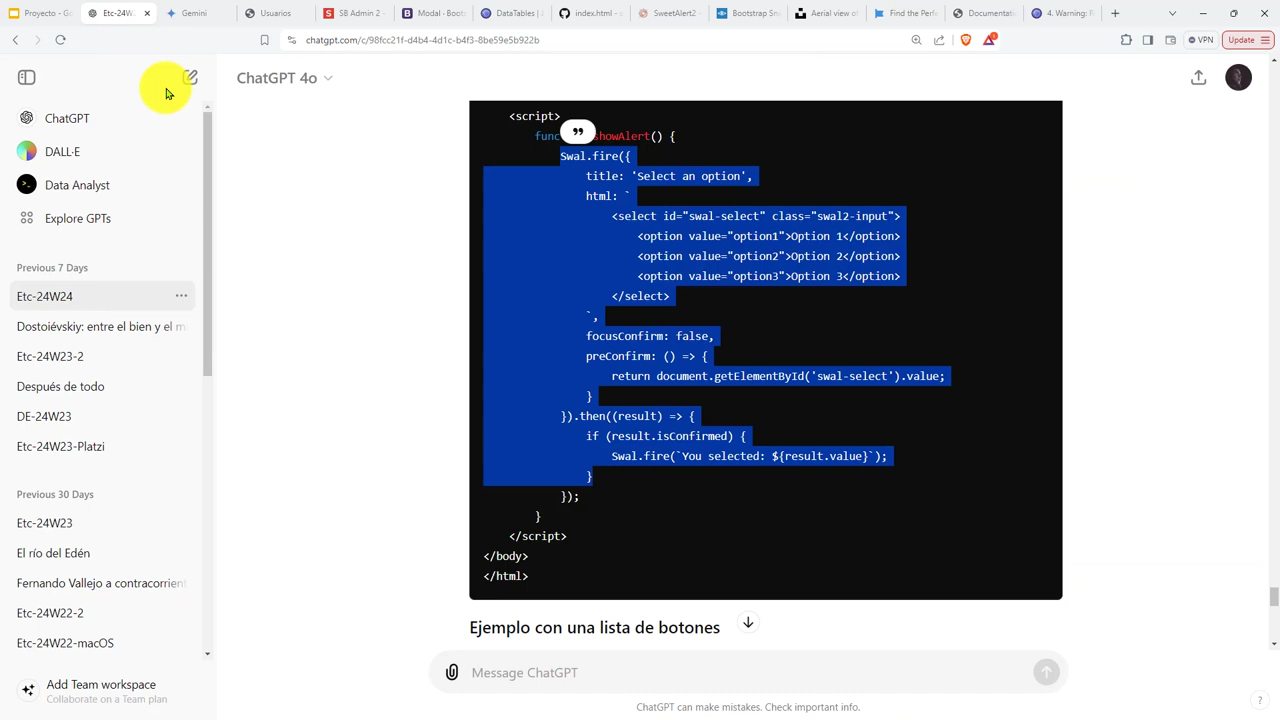 Proyecto - G
Etc-24W
Gemini
Usuarios
SB Admin 2 -
Modal · Boots
DataTables | J
index.html -
SweetAlert2 -
Bootstrap Sn
Aerial view of
Find the Perf
Documentati
4. Warning: R
chatgpt.com/c/98fcc21f-d4b4-4d1c-b4f3-8be59e5b922b
VPN
Update
ChatGPT 4o
ChatGPT
DALL·E
Data Analyst
Explore GPTs
Previous 7 Days
Etc-24W24
Dostoiévskiy: entre el bien y el m
Etc-24W23-2
Después de todo
DE-24W23
Etc-24W23-Platzi
Previous 30 Days
Etc-24W23
El río del Edén
Fernando Vallejo a contracorrient
Etc-24W22-2
Etc-24W22-macOS
Add Team workspace
Collaborate on a Team plan
<script>
func showAlert() {
Swal.fire({
title: 'Select an option',
html: `
<select id="swal-select" class="swal2-input">
<option value="option1">Option 1</option>
<option value="option2">Option 2</option>
<option value="option3">Option 3</option>
</select>
`,
focusConfirm: false,
preConfirm: () => {
return document.getElementById('swal-select').value;
}
}).then((result) => {
if (result.isConfirmed) {
Swal.fire(`You selected: ${result.value}`);
}
});
}
</script>
</body>
</html>
Ejemplo con una lista de botones
Message ChatGPT
ChatGPT can make mistakes. Check important info.
?